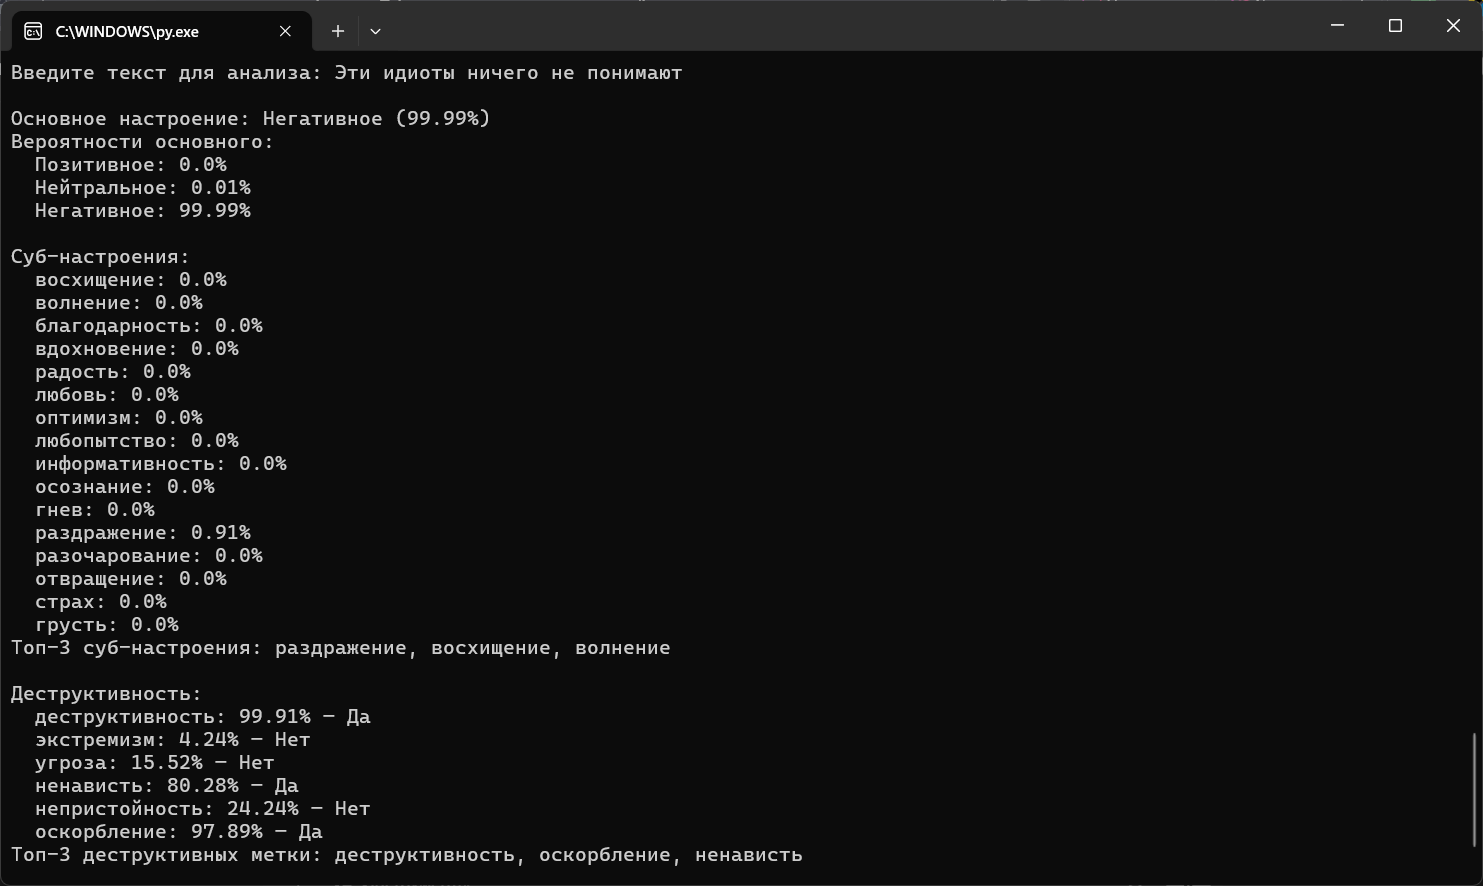 C:\WINDOWS\py.exe
Введите текст для анализа: Эти идиоты ничего не понимают
Основное настроение: Негативное (99.99%)
Вероятности основного:
Позитивное: 0.0%
Нейтральное: 0.01%
Негативное: 99.99%
Суб-настроения:
восхищение: 0.0%
волнение: 0.0%
благодарность: 0.0%
вдохновение: 0.0%
радость: 0.0%
любовь: 0.0%
оптимизм: 0.0%
любопытство: 0.0%
информативность: 0.0%
осознание: 0.0%
гнев: 0.0%
раздражение: 0.91%
разочарование: 0.0%
отвращение: 0.0%
страх: 0.0%
грусть: 0.0%
Топ-3 суб-настроения: раздражение, восхищение, волнение
Деструктивность:
деструктивность: 99.91% — Да
экстремизм: 4.24% — Нет
угроза: 15.52% — Нет
ненависть: 80.28% — Да
непристойность: 24.24% — Нет
оскорбление: 97.89% — Да
Топ-3 деструктивных метки: деструктивность, оскорбление, ненависть